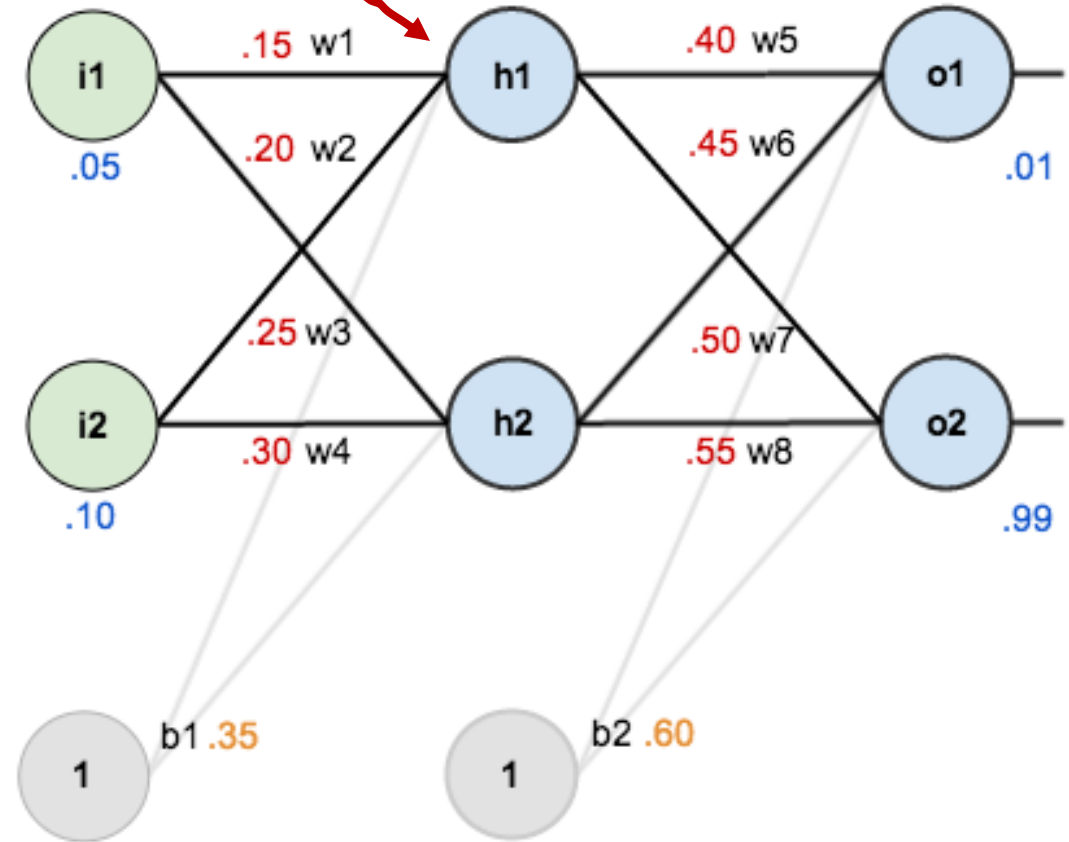 i1
.15 w1
h1
.40 w5
o1
.05
.20 w2
.45 w6
.01
.25 w3
.50 w7
i2
.30 w4
h2
.55 w8
o2
.10
.99
1
b1 .35
1
b2 .60